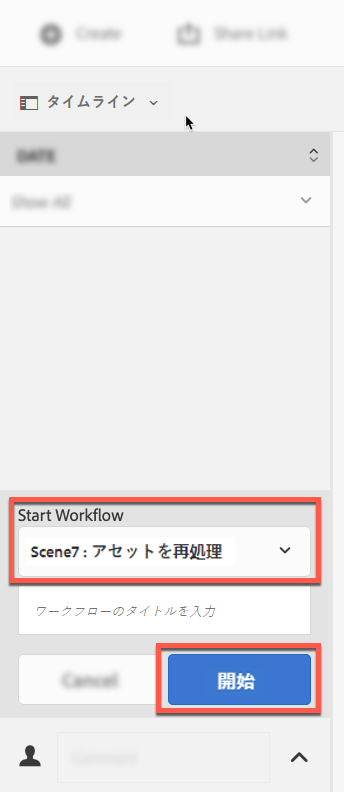 Create
Share Link
タイムライン
DATE
Show All
Start Workflow
Scene7 : アセットを再処理
ワークフローのタイトルを入力
Cancel
開始
Comment